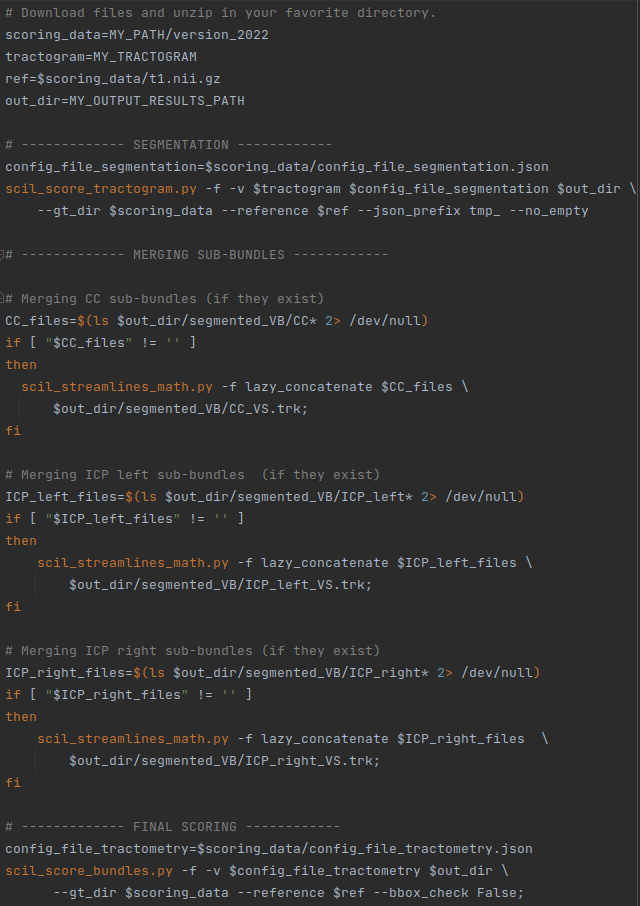 # Download files and unzip in your favorite directory.
scoring_data=MY_PATH/version_2022
tractogram=MY_TRACTOGRAM
ref=$scoring_data/t1.nii.gz
out_dir=MY_OUTPUT_RESULTS_PATH
# ------------- SEGMENTATION ------------
config_file_segmentation=$scoring_data/config_file_segmentation.json
scil_score_tractogram.py -f -v $tractogram $config_file_segmentation $out_dir \
    --gt_dir $scoring_data --reference $ref --json_prefix tmp_ --no_empty
# ------------- MERGING SUB-BUNDLES ------------
# Merging CC sub-bundles (if they exist)
CC_files=$(ls $out_dir/segmented_VB/CC* 2> /dev/null)
if [ "$CC_files" != '' ]
then
  scil_streamlines_math.py -f lazy_concatenate $CC_files \
      $out_dir/segmented_VB/CC_VS.trk;
fi
# Merging ICP left sub-bundles  (if they exist)
ICP_left_files=$(ls $out_dir/segmented_VB/ICP_left* 2> /dev/null)
if [ "$ICP_left_files" != '' ]
then
    scil_streamlines_math.py -f lazy_concatenate $ICP_left_files \
        $out_dir/segmented_VB/ICP_left_VS.trk;
fi
# Merging ICP right sub-bundles (if they exist)
ICP_right_files=$(ls $out_dir/segmented_VB/ICP_right* 2> /dev/null)
if [ "$ICP_right_files" != '' ]
then
    scil_streamlines_math.py -f lazy_concatenate $ICP_right_files  \
        $out_dir/segmented_VB/ICP_right_VS.trk;
fi
# ------------- FINAL SCORING ------------
config_file_tractometry=$scoring_data/config_file_tractometry.json
scil_score_bundles.py -f -v $config_file_tractometry $out_dir \
      --gt_dir $scoring_data --reference $ref --bbox_check False;